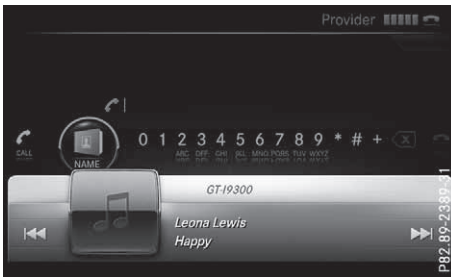 Provider
CALL
NAME
0 1 2 3 4 5 6 7 8 9 * # +
ABC DEF GHI JKL MNO PQRS TUV WXYZ
GT-I9300
Leona Lewis
Happy
P82.89-2389-31